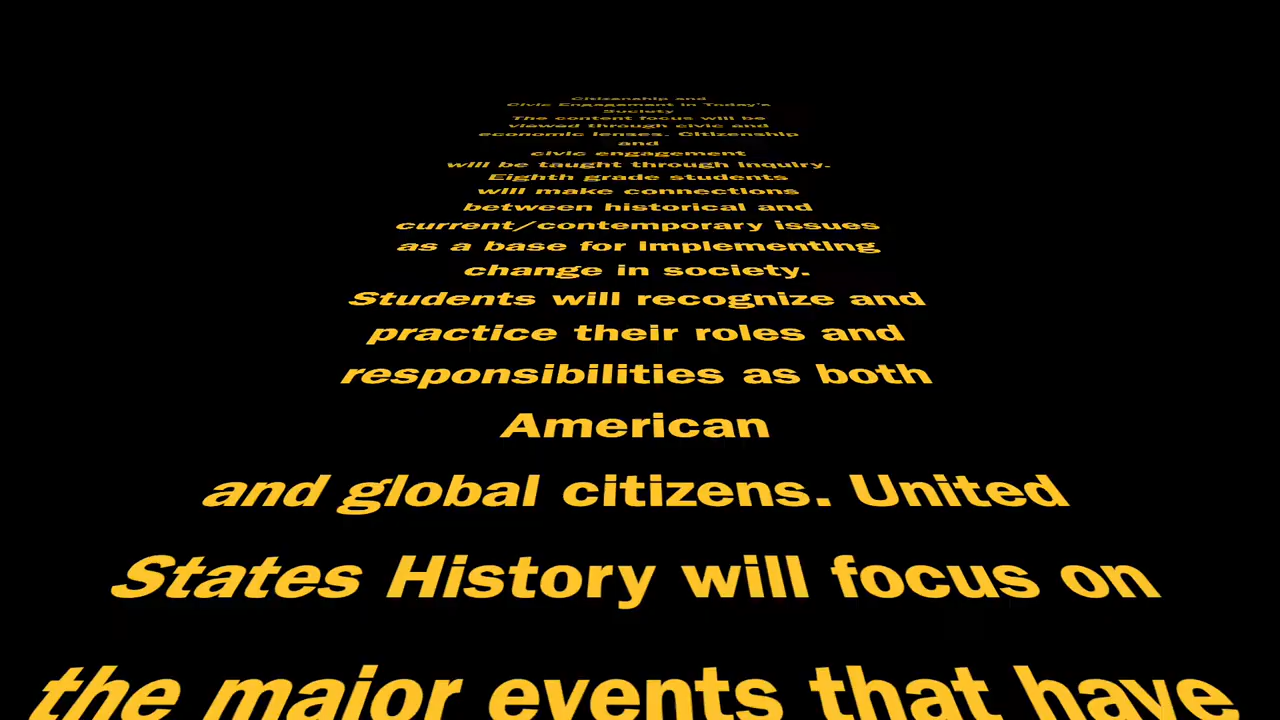 Citizenship and
Civic Engagement in Today's
Society
The content focus will be
viewed through civic and
economic lenses. Citizenship
and
civic engagement
will be taught through inquiry.
Eighth grade students
will make connections
between historical and
current/contemporary issues
as a base for implementing
change in society.
Students will recognize and
practice their roles and
responsibilities as both
American
and global citizens. United
States History will focus on
the major events that have